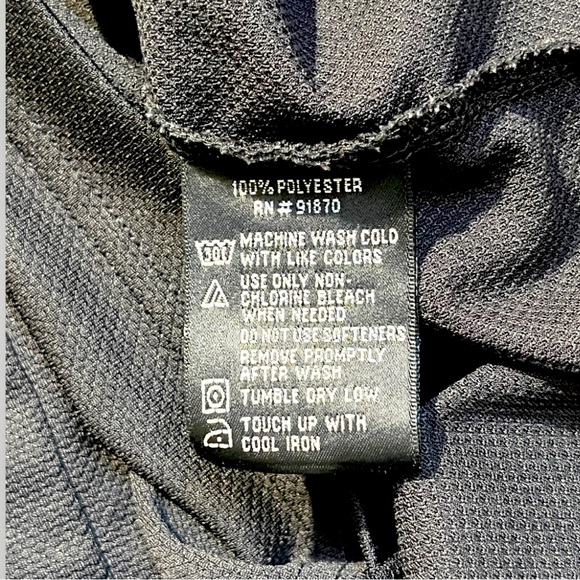 100% POLYESTER
RN # 91870
30C MACHINE WASH COLD
WITH LIKE COLORS
USE ONLY NON-
CHLORINE BLEACH
WHEN NEEDED
DO NOT USE SOFTENERS
REMOVE PROMPTLY
AFTER WASH
TUMBLE DRY LOW
TOUCH UP WITH
COOL IRON